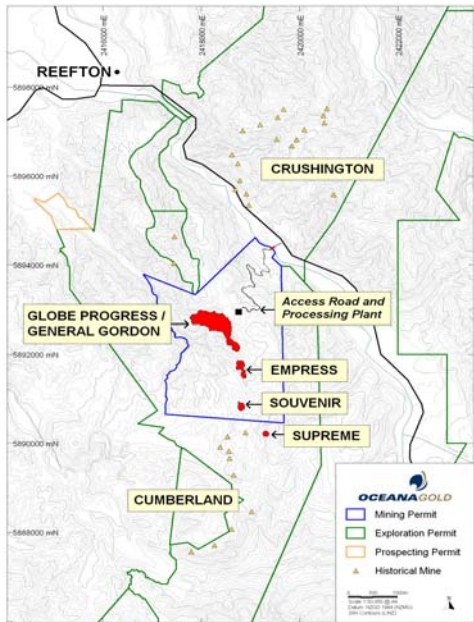 2416000 mE
2418000 mE
2420000 mE
2422000 mE
REEFTON
5898000 mN
CRUSHINGTON
5896000 mN
5894000 mN
GLOBE PROGRESS /
GENERAL GORDON
Access Road and
Processing Plant
5892000 mN
EMPRESS
SOUVENIR
5890000 mN
SUPREME
CUMBERLAND
5888000 mN
OCEANAGOLD
Mining Permit
Exploration Permit
Prospecting Permit
Historical Mine